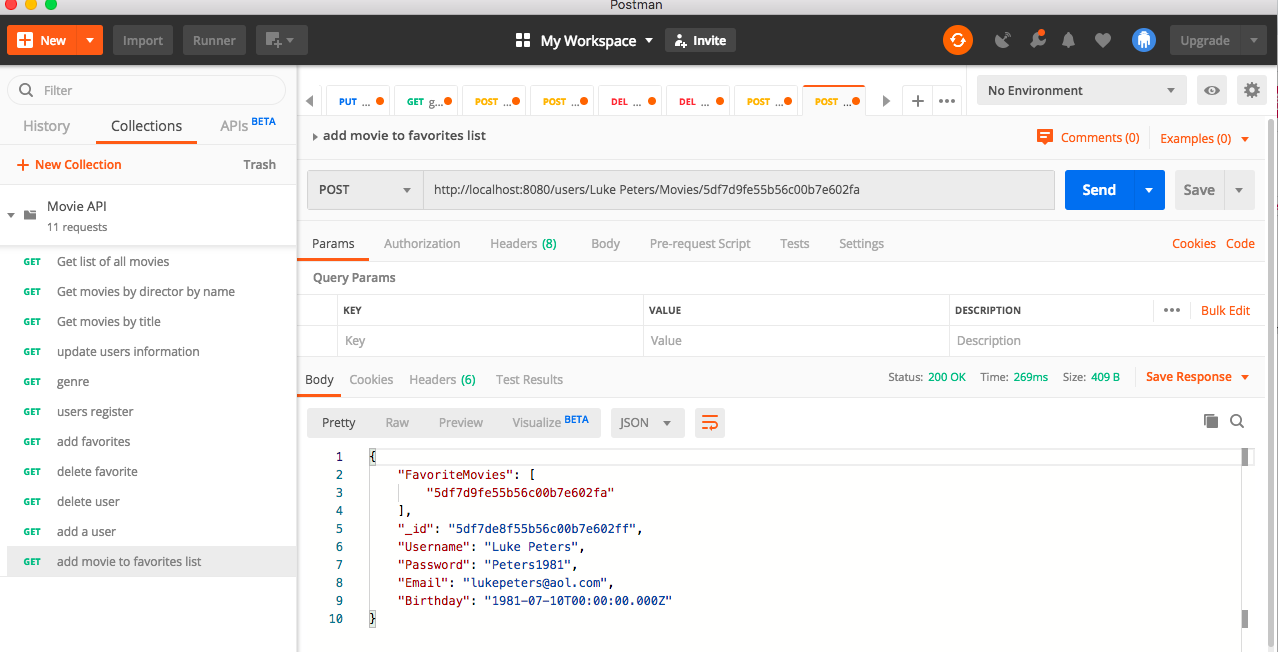 Postman
New Import Runner My Workspace Invite Upgrade
Filter
History Collections APIs BETA
New Collection Trash
Movie API
11 requests
GET Get list of all movies
GET Get movies by director by name
GET Get movies by title
GET update users information
GET genre
GET users register
GET add favorites
GET delete favorite
GET delete user
GET add a user
GET add movie to favorites list
PUT ... GET g... POST ... POST ... DEL ... DEL ... POST ... POST ...
No Environment
add movie to favorites list
Comments (0) Examples (0)
POST http://localhost:8080/users/Luke Peters/Movies/5df7d9fe55b56c00b7e602fa Send Save
Params Authorization Headers (8) Body Pre-request Script Tests Settings Cookies Code
Query Params
KEY VALUE DESCRIPTION ... Bulk Edit
Key Value Description
Body Cookies Headers (6) Test Results Status: 200 OK Time: 269ms Size: 409 B Save Response
Pretty Raw Preview Visualize BETA JSON
1 {
2 "FavoriteMovies": [
3 "5df7d9fe55b56c00b7e602fa"
4 ],
5 "_id": "5df7de8f55b56c00b7e602ff",
6 "Username": "Luke Peters",
7 "Password": "Peters1981",
8 "Email": "lukepeters@aol.com",
9 "Birthday": "1981-07-10T00:00:00.000Z"
10 }